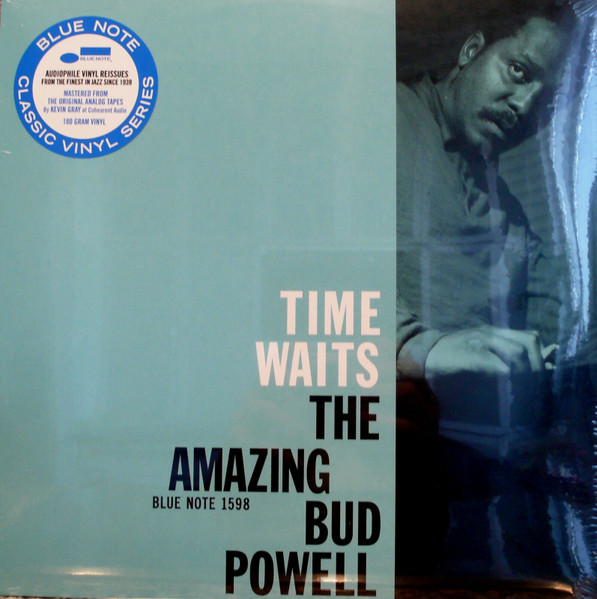 BLUE NOTE
BLUE NOTE
AUDIOPHILE VINYL REISSUES
FROM THE FINEST IN JAZZ SINCE 1939
MASTERED FROM
THE ORIGINAL ANALOG TAPES
By KEVIN GRAY at Cohearent Audio
180 GRAM VINYL
CLASSIC VINYL SERIES
TIME
WAITS
THE
AMAZING
BLUE NOTE 1598
BUD
POWELL